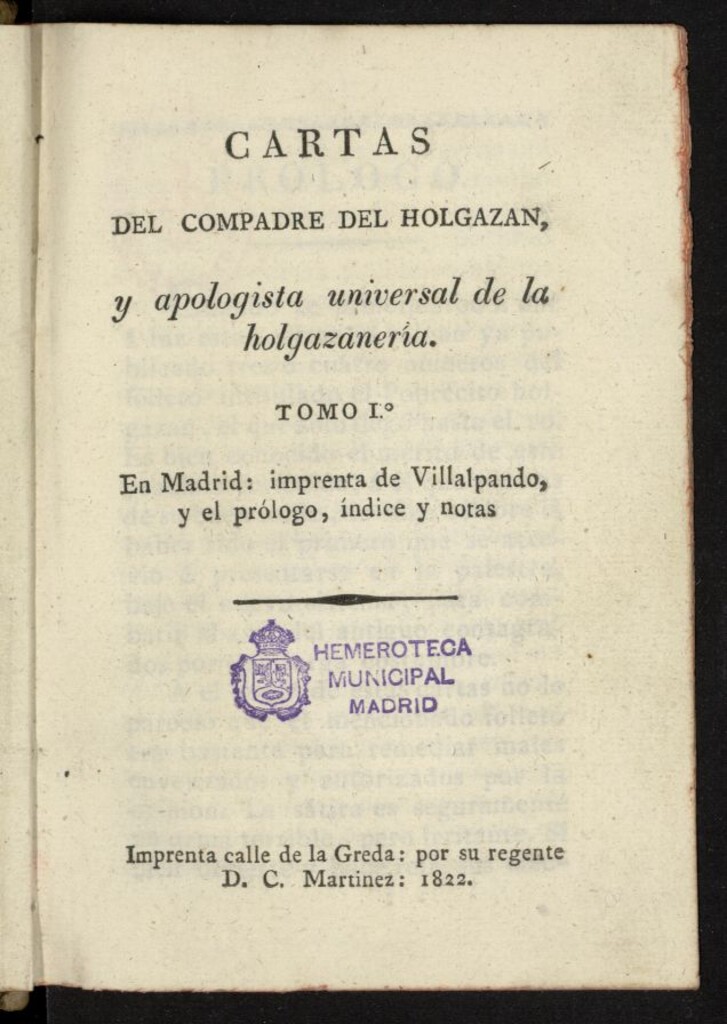 CARTAS
DEL COMPADRE DEL HOLGAZAN,
y apologista universal de la
holgazanería.
TOMO I.º
En Madrid: imprenta de Villalpando,
y el prólogo, índice y notas
HEMEROTECA
MUNICIPAL
MADRID
Imprenta calle de la Greda: por su regente
D. C. Martinez: 1822.